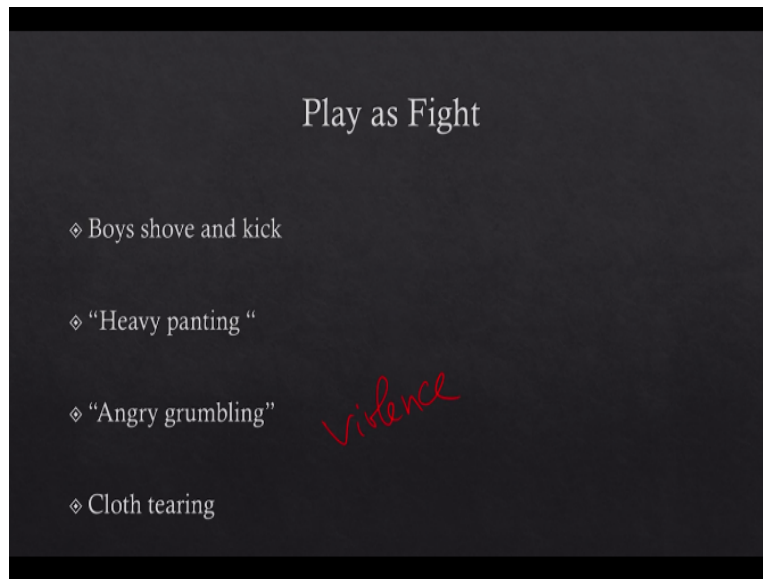 Play as Fight
Boys shove and kick
“Heavy panting “
“Angry grumbling”
violence
Cloth tearing